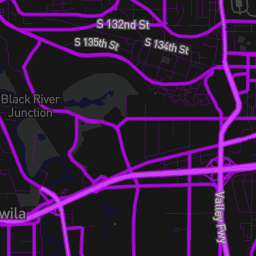 S 132nd St
S 135th St
S 134th St
Black River
Junction
wila
Valley Fwy